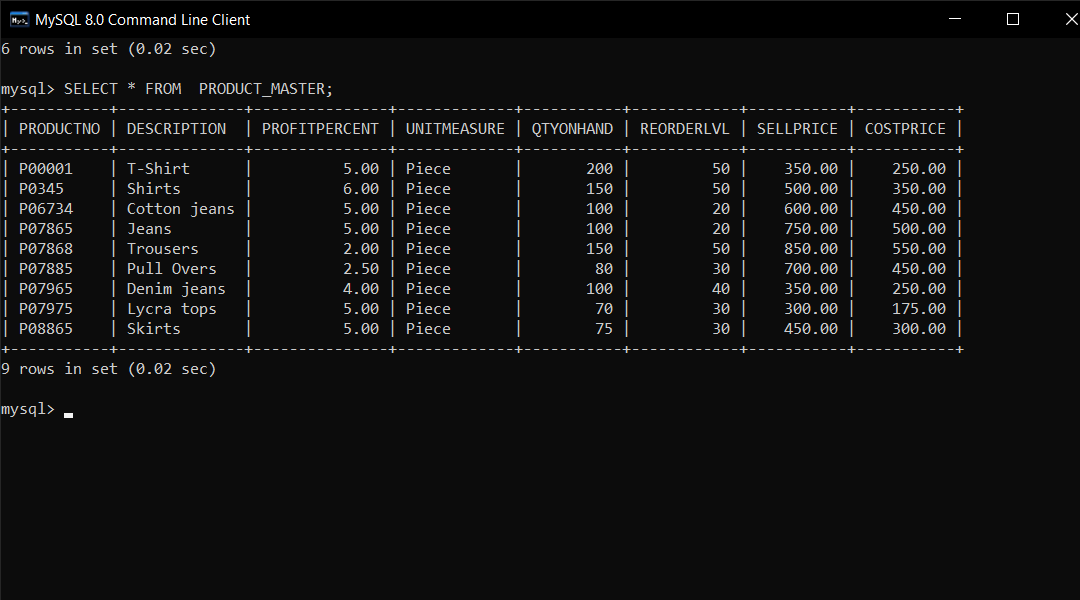 MySQL 8.0 Command Line Client
6 rows in set (0.02 sec)
mysql> SELECT * FROM  PRODUCT_MASTER;
+-----------+--------------+---------------+-------------+-----------+------------+-----------+-----------+
| PRODUCTNO | DESCRIPTION  | PROFITPERCENT | UNITMEASURE | QTYONHAND | REORDERLVL | SELLPRICE | COSTPRICE |
+-----------+--------------+---------------+-------------+-----------+------------+-----------+-----------+
| P00001    | T-Shirt      |          5.00 | Piece       |       200 |         50 |    350.00 |    250.00 |
| P0345     | Shirts       |          6.00 | Piece       |       150 |         50 |    500.00 |    350.00 |
| P06734    | Cotton jeans |          5.00 | Piece       |       100 |         20 |    600.00 |    450.00 |
| P07865    | Jeans        |          5.00 | Piece       |       100 |         20 |    750.00 |    500.00 |
| P07868    | Trousers     |          2.00 | Piece       |       150 |         50 |    850.00 |    550.00 |
| P07885    | Pull Overs   |          2.50 | Piece       |        80 |         30 |    700.00 |    450.00 |
| P07965    | Denim jeans  |          4.00 | Piece       |       100 |         40 |    350.00 |    250.00 |
| P07975    | Lycra tops   |          5.00 | Piece       |        70 |         30 |    300.00 |    175.00 |
| P08865    | Skirts       |          5.00 | Piece       |        75 |         30 |    450.00 |    300.00 |
+-----------+--------------+---------------+-------------+-----------+------------+-----------+-----------+
9 rows in set (0.02 sec)
mysql>